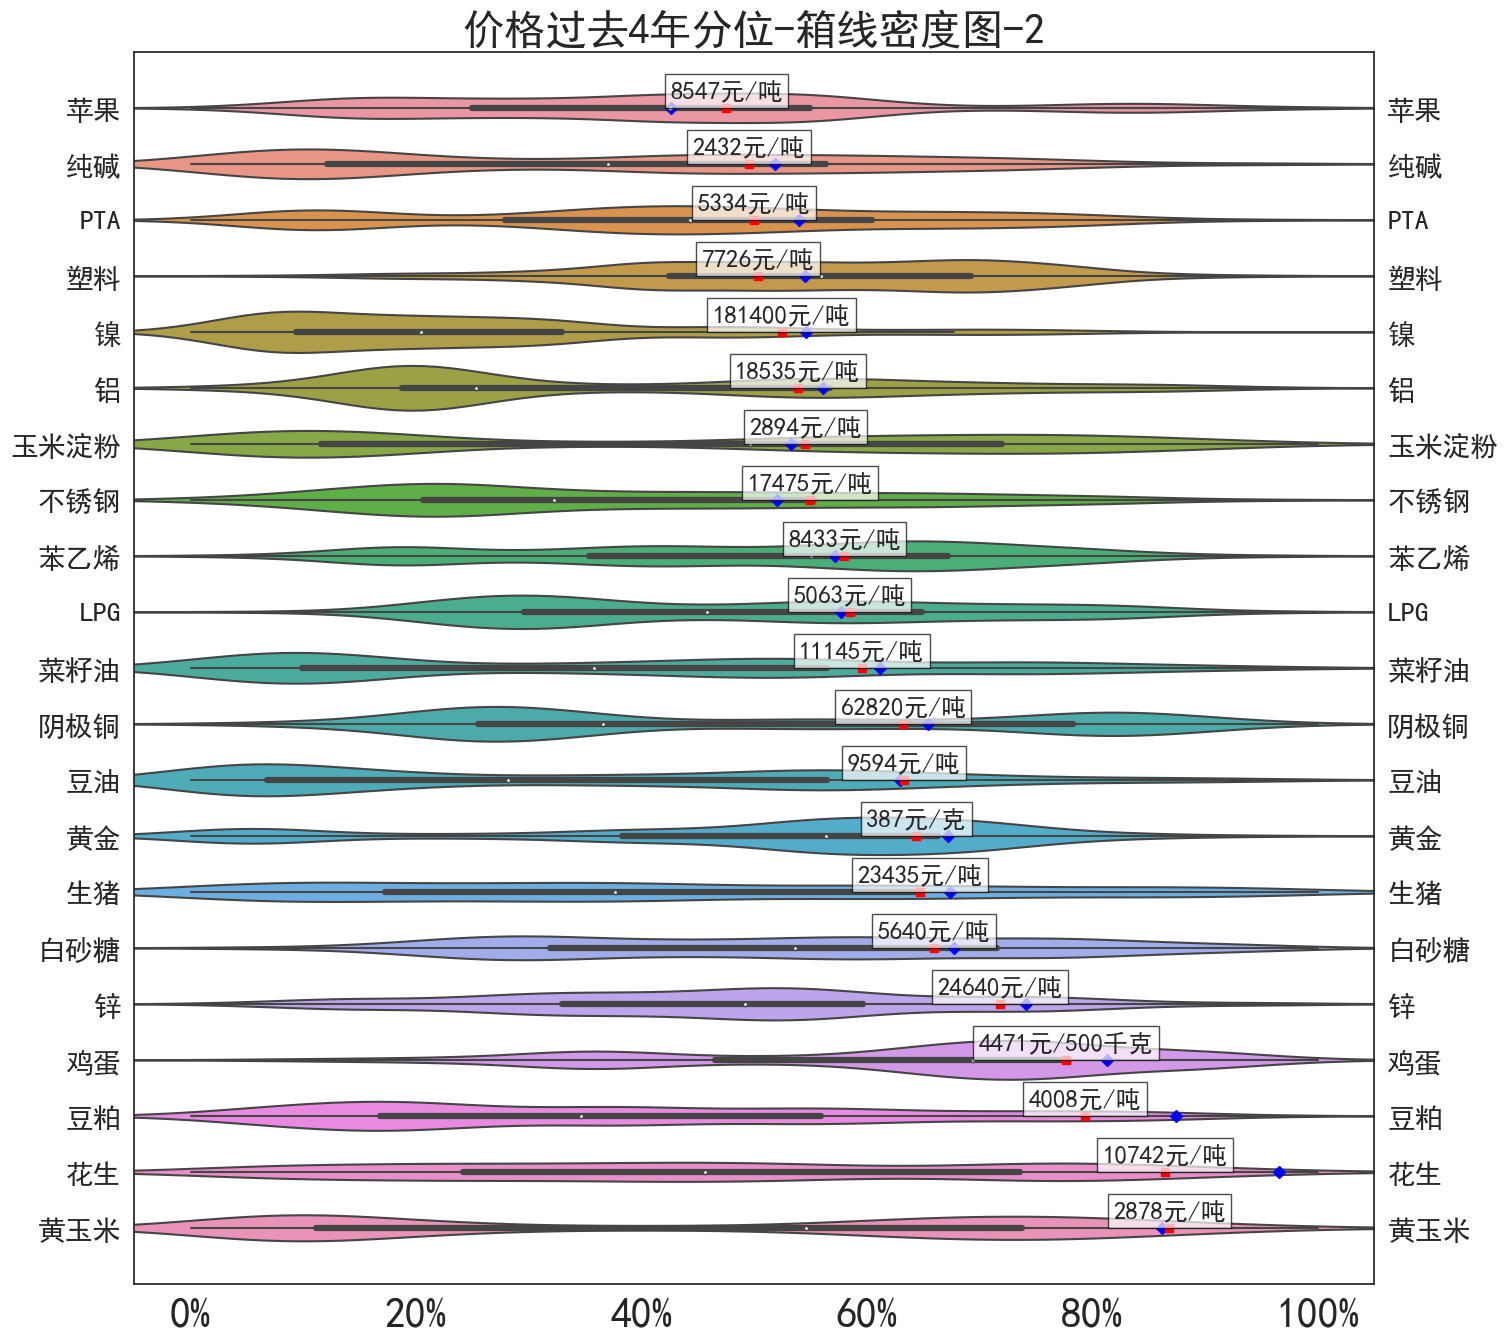 价格过去4年分位-箱线密度图-2
苹果 8547元/吨 苹果
纯碱 2432元/吨 纯碱
PTA 5334元/吨 PTA
塑料 7726元/吨 塑料
镍 181400元/吨 镍
铝 18535元/吨 铝
玉米淀粉 2894元/吨 玉米淀粉
不锈钢 17475元/吨 不锈钢
苯乙烯 8433元/吨 苯乙烯
LPG 5063元/吨 LPG
菜籽油 11145元/吨 菜籽油
阴极铜 62820元/吨 阴极铜
豆油 9594元/吨 豆油
黄金 387元/克 黄金
生猪 23435元/吨 生猪
白砂糖 5640元/吨 白砂糖
锌 24640元/吨 锌
鸡蛋 4471元/500千克 鸡蛋
豆粕 4008元/吨 豆粕
花生 10742元/吨 花生
黄玉米 2878元/吨 黄玉米
0% 20% 40% 60% 80% 100%